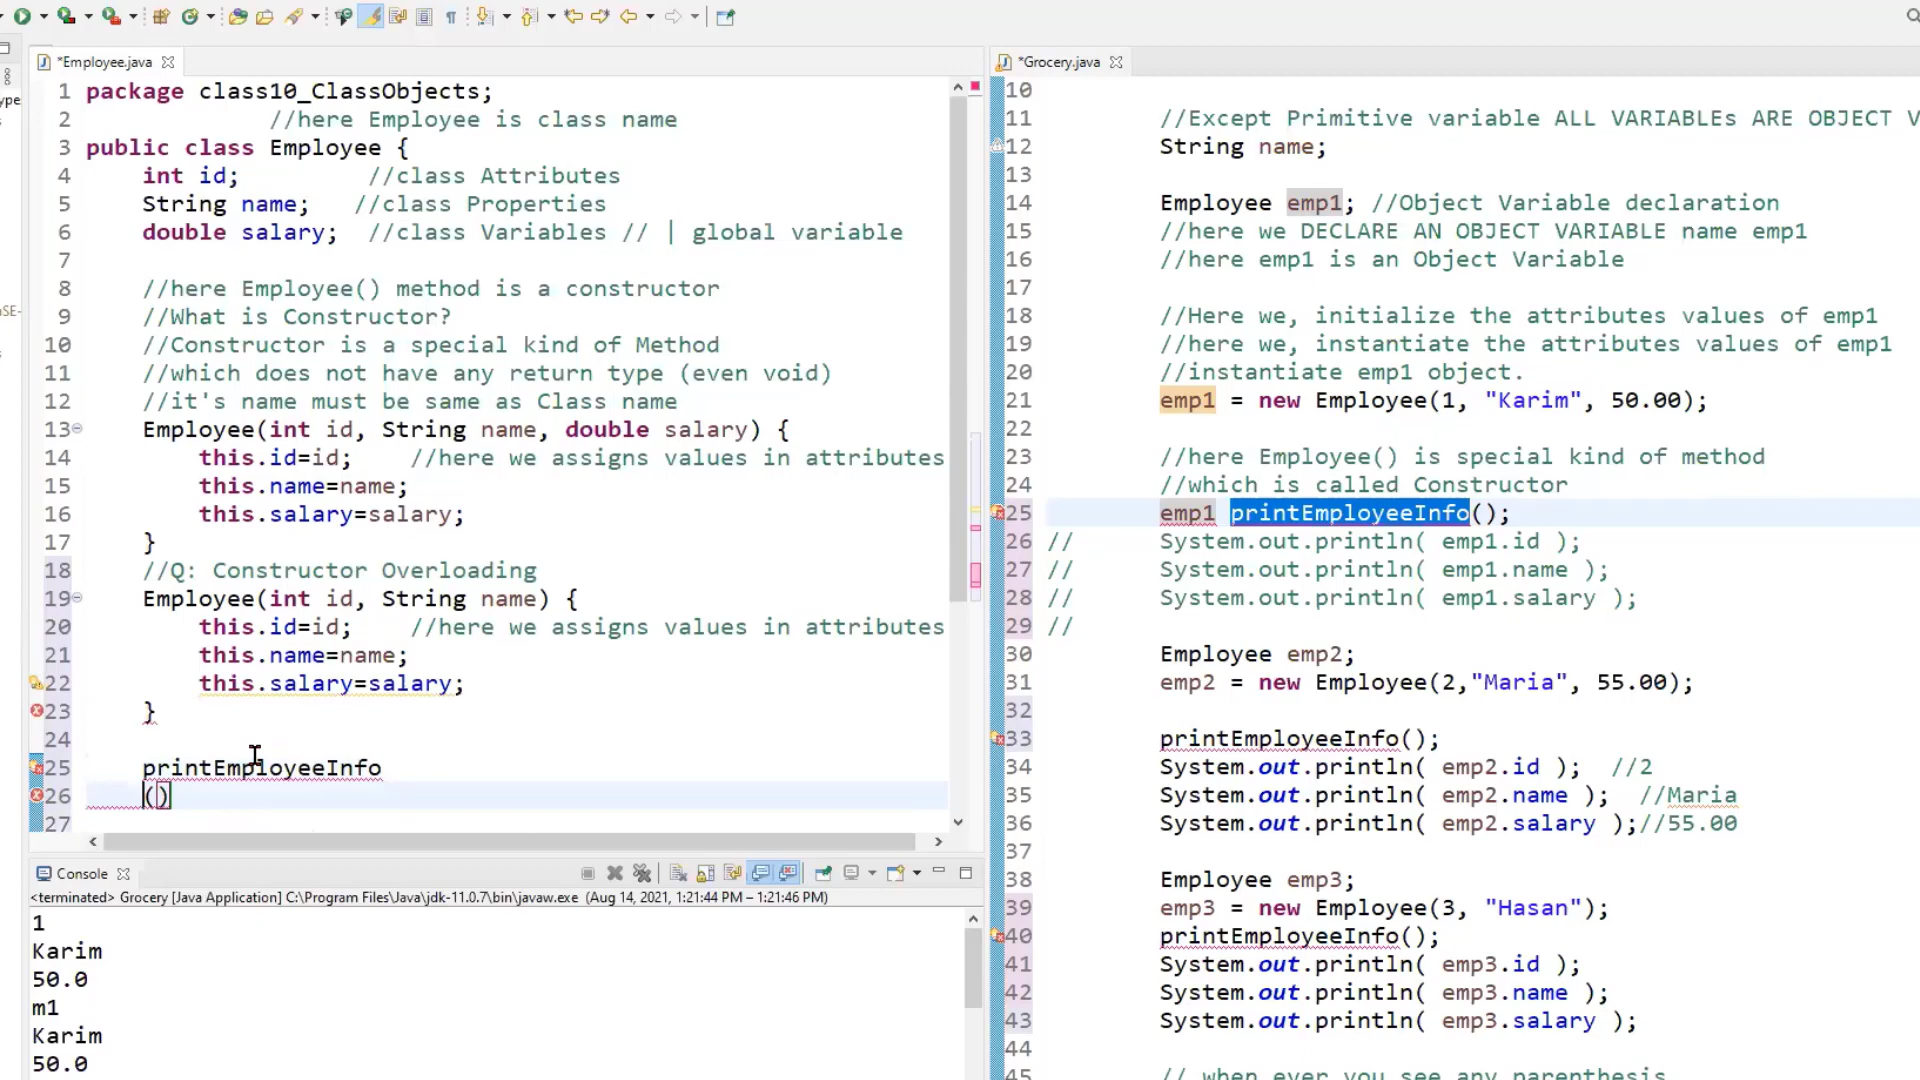 *Employee.java
1 package class10_ClassObjects;
2 //here Employee is class name
3 public class Employee {
4 int id; //class Attributes
5 String name; //class Properties
6 double salary; //class Variables // | global variable
7
8 //here Employee() method is a constructor
9 //What is Constructor?
10 //Constructor is a special kind of Method
11 //which does not have any return type (even void)
12 //it's name must be same as Class name
13 Employee(int id, String name, double salary) {
14 this.id=id; //here we assigns values in attributes
15 this.name=name;
16 this.salary=salary;
17 }
18 //Q: Constructor Overloading
19 Employee(int id, String name) {
20 this.id=id; //here we assigns values in attributes
21 this.name=name;
22 this.salary=salary;
23 }
24
25 printEmployeeInfo
26 ()
27
*Grocery.java
10
11 //Except Primitive variable ALL VARIABLEs ARE OBJECT V
12 String name;
13
14 Employee emp1; //Object Variable declaration
15 //here we DECLARE AN OBJECT VARIABLE name emp1
16 //here emp1 is an Object Variable
17
18 //Here we, initialize the attributes values of emp1
19 //here we, instantiate the attributes values of emp1
20 //instantiate emp1 object.
21 emp1 = new Employee(1, "Karim", 50.00);
22
23 //here Employee() is special kind of method
24 //which is called Constructor
25 emp1 printEmployeeInfo();
26 // System.out.println( emp1.id );
27 // System.out.println( emp1.name );
28 // System.out.println( emp1.salary );
29 //
30 Employee emp2;
31 emp2 = new Employee(2,"Maria", 55.00);
32
33 printEmployeeInfo();
34 System.out.println( emp2.id ); //2
35 System.out.println( emp2.name ); //Maria
36 System.out.println( emp2.salary );//55.00
37
38 Employee emp3;
39 emp3 = new Employee(3, "Hasan");
40 printEmployeeInfo();
41 System.out.println( emp3.id );
42 System.out.println( emp3.name );
43 System.out.println( emp3.salary );
44
45 // when ever you see any parenthesis
Console
<terminated> Grocery [Java Application] C:\Program Files\Java\jdk-11.0.7\bin\javaw.exe (Aug 14, 2021, 1:21:44 PM – 1:21:46 PM)
1
Karim
50.0
m1
Karim
50.0